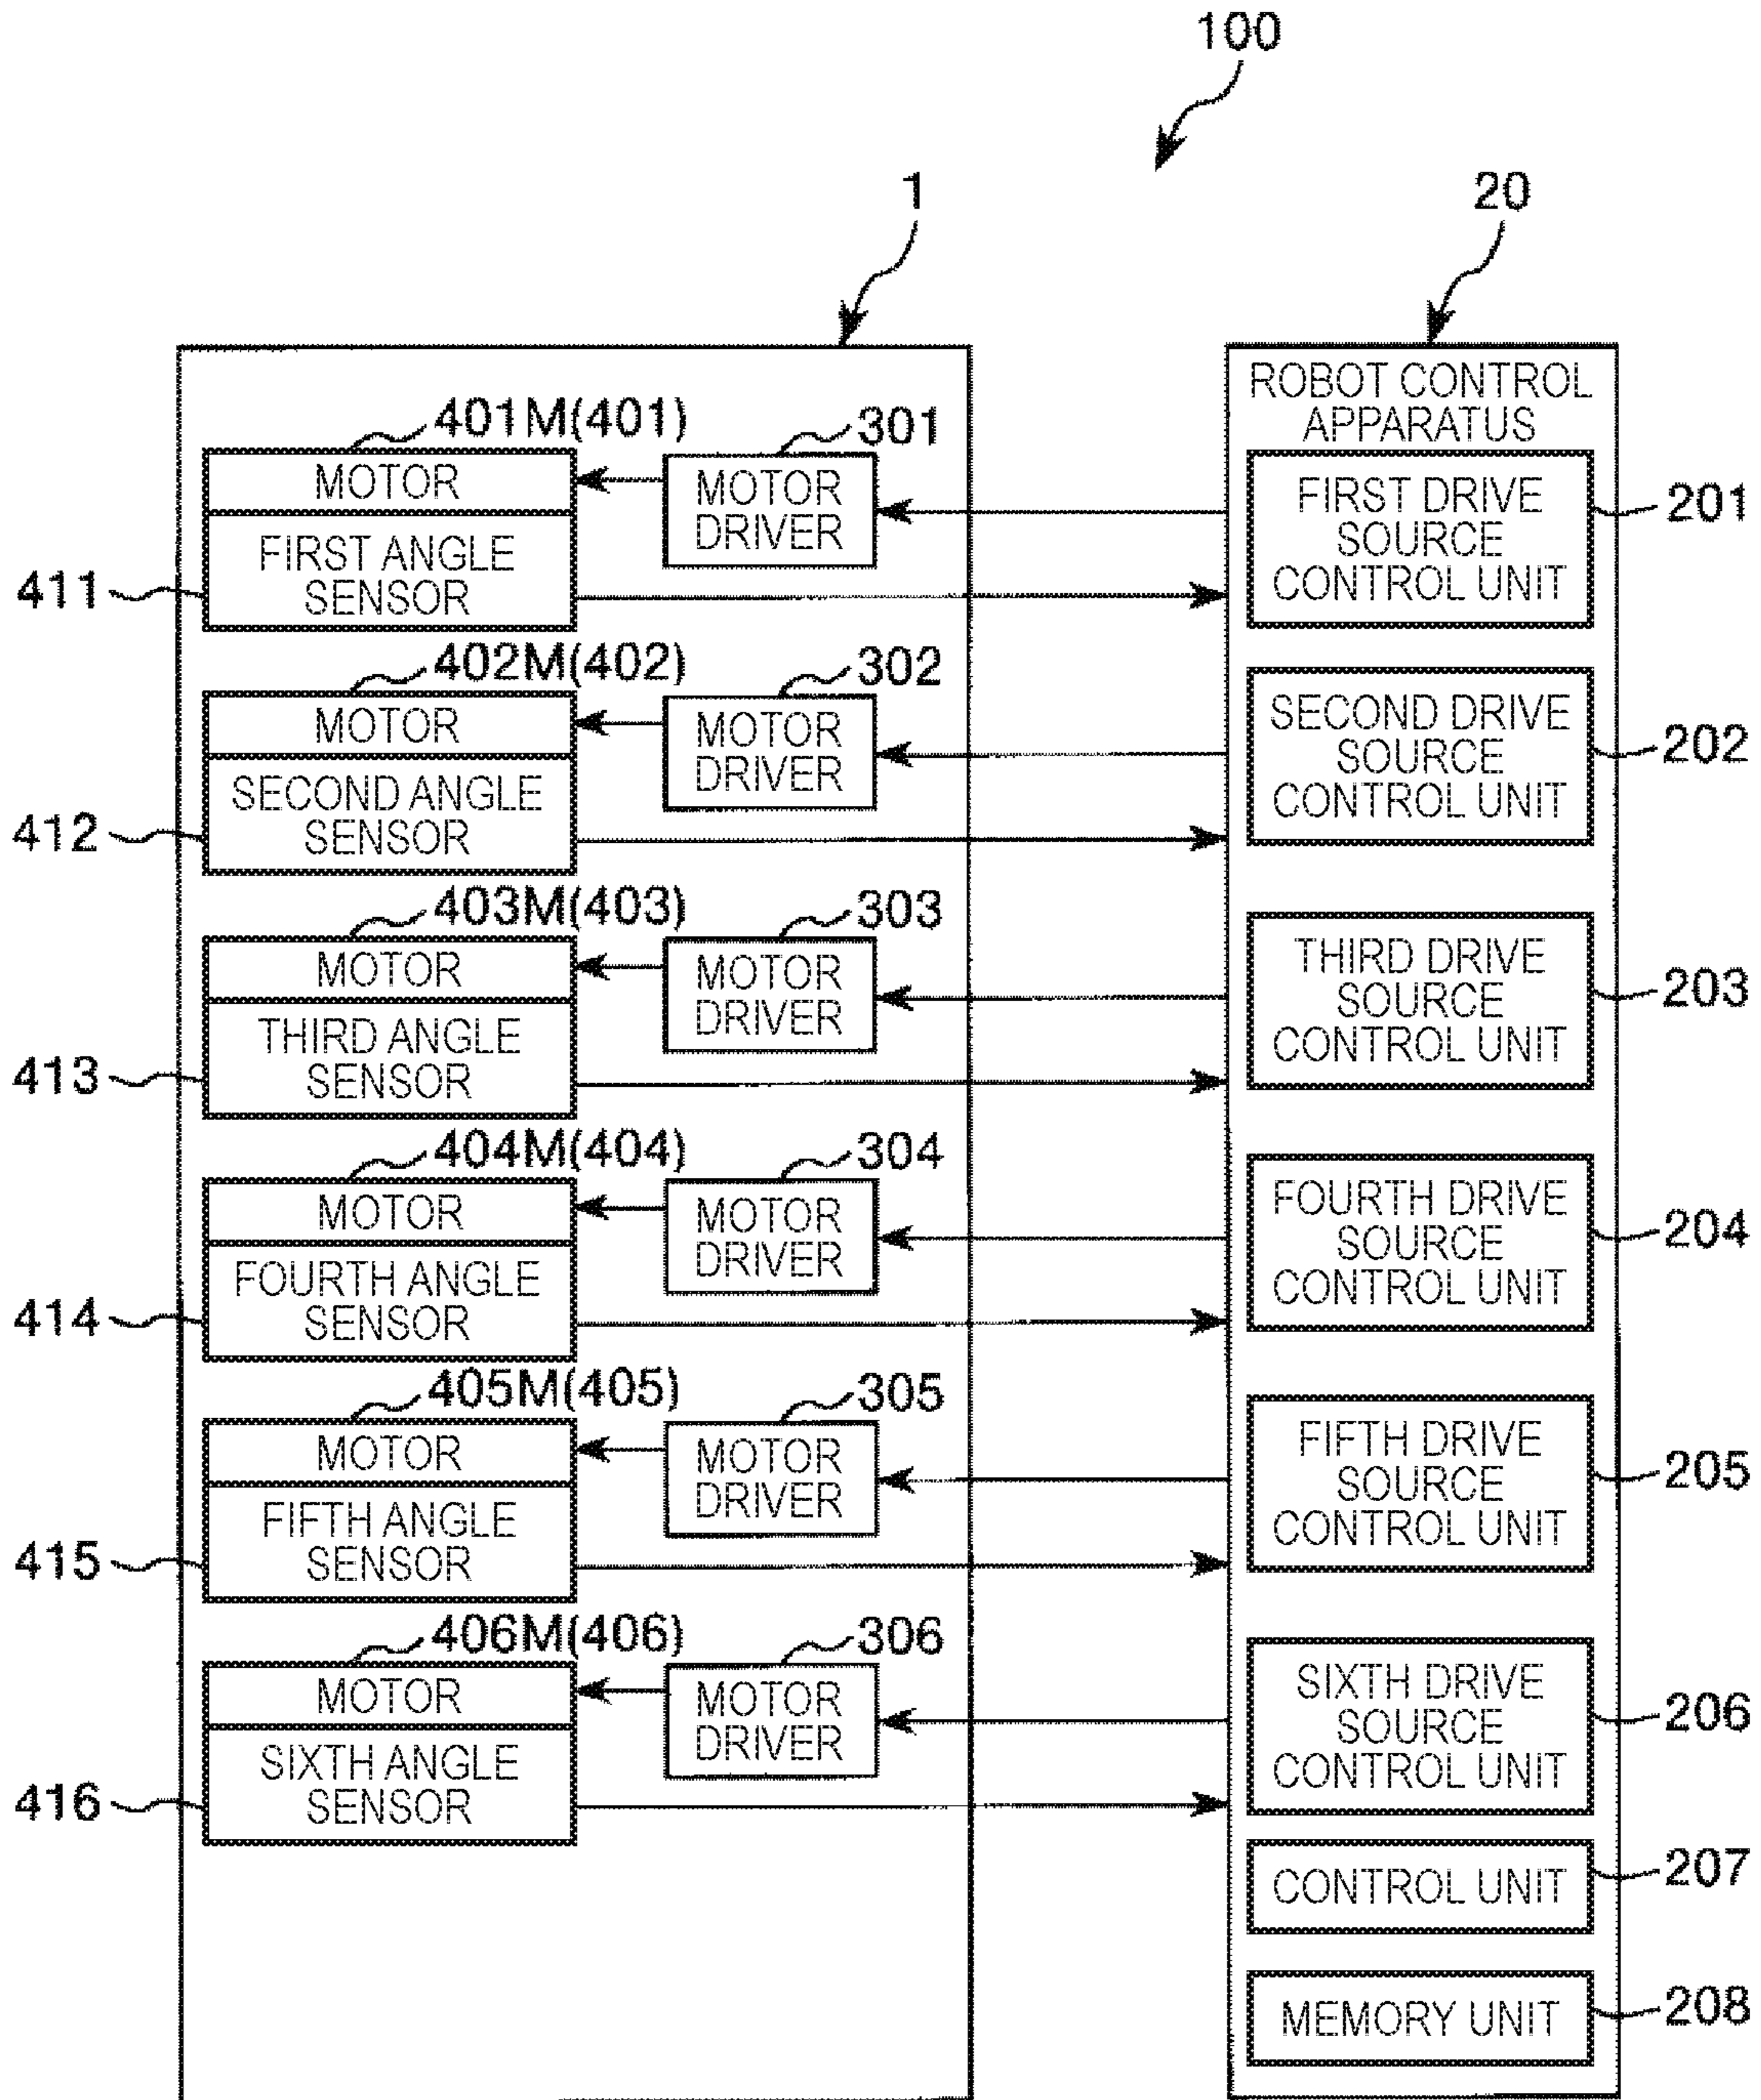 100
1
20
ROBOT CONTROL
APPARATUS
401M(401)
301
MOTOR
MOTOR
DRIVER
FIRST ANGLE
SENSOR
411
FIRST DRIVE
SOURCE
CONTROL UNIT
201
402M(402)
302
MOTOR
MOTOR
DRIVER
SECOND ANGLE
SENSOR
412
SECOND DRIVE
SOURCE
CONTROL UNIT
202
403M(403)
303
MOTOR
MOTOR
DRIVER
THIRD ANGLE
SENSOR
413
THIRD DRIVE
SOURCE
CONTROL UNIT
203
404M(404)
304
MOTOR
MOTOR
DRIVER
FOURTH ANGLE
SENSOR
414
FOURTH DRIVE
SOURCE
CONTROL UNIT
204
405M(405)
305
MOTOR
MOTOR
DRIVER
FIFTH ANGLE
SENSOR
415
FIFTH DRIVE
SOURCE
CONTROL UNIT
205
406M(406)
306
MOTOR
MOTOR
DRIVER
SIXTH ANGLE
SENSOR
416
SIXTH DRIVE
SOURCE
CONTROL UNIT
206
CONTROL UNIT
207
MEMORY UNIT
208